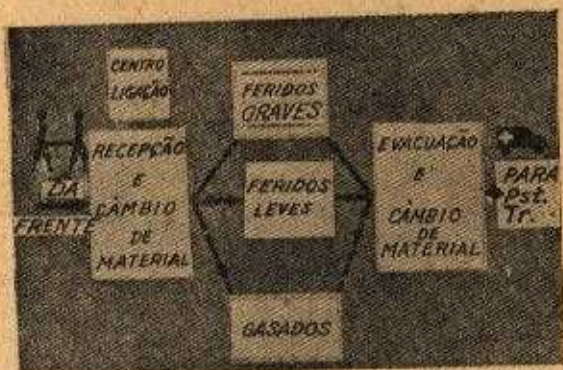 CENTRO
LIGAÇÃO
DA
FRENTE
RECEPÇÃO
E
CÂMBIO
DE
MATERIAL
FERIDOS
GRAVES
FERIDOS
LEVES
GASADOS
EVACUAÇÃO
E
CÂMBIO
DE
MATERIAL
PARA
Pst.
Tr.